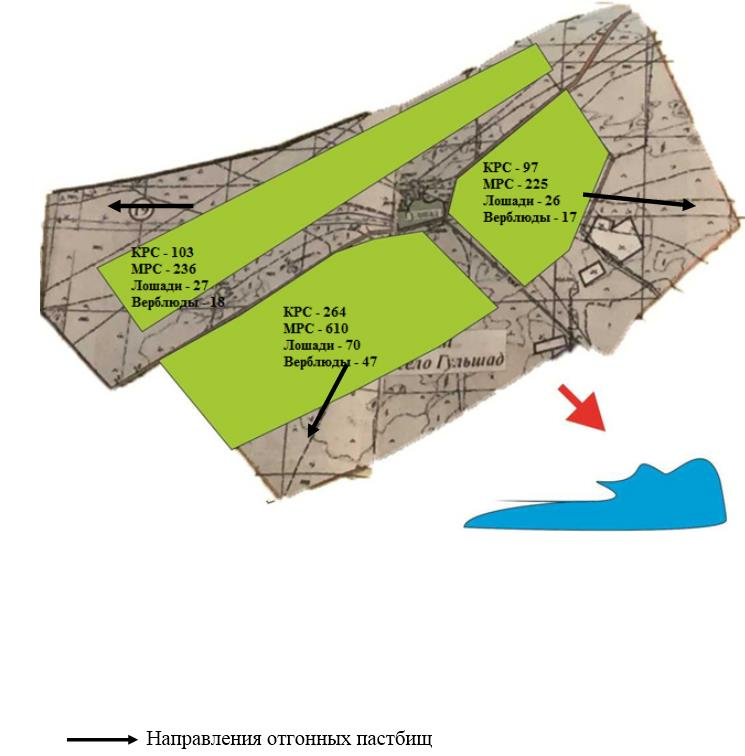 КРС - 97
МРС - 225
Лошади - 26
Верблюды - 17
КРС - 103
МРС - 236
Лошади - 27
Верблюды - 18
КРС - 264
МРС - 610
Лошади - 70
Верблюды - 47
село Гульшад
Направления отгонных пастбищ